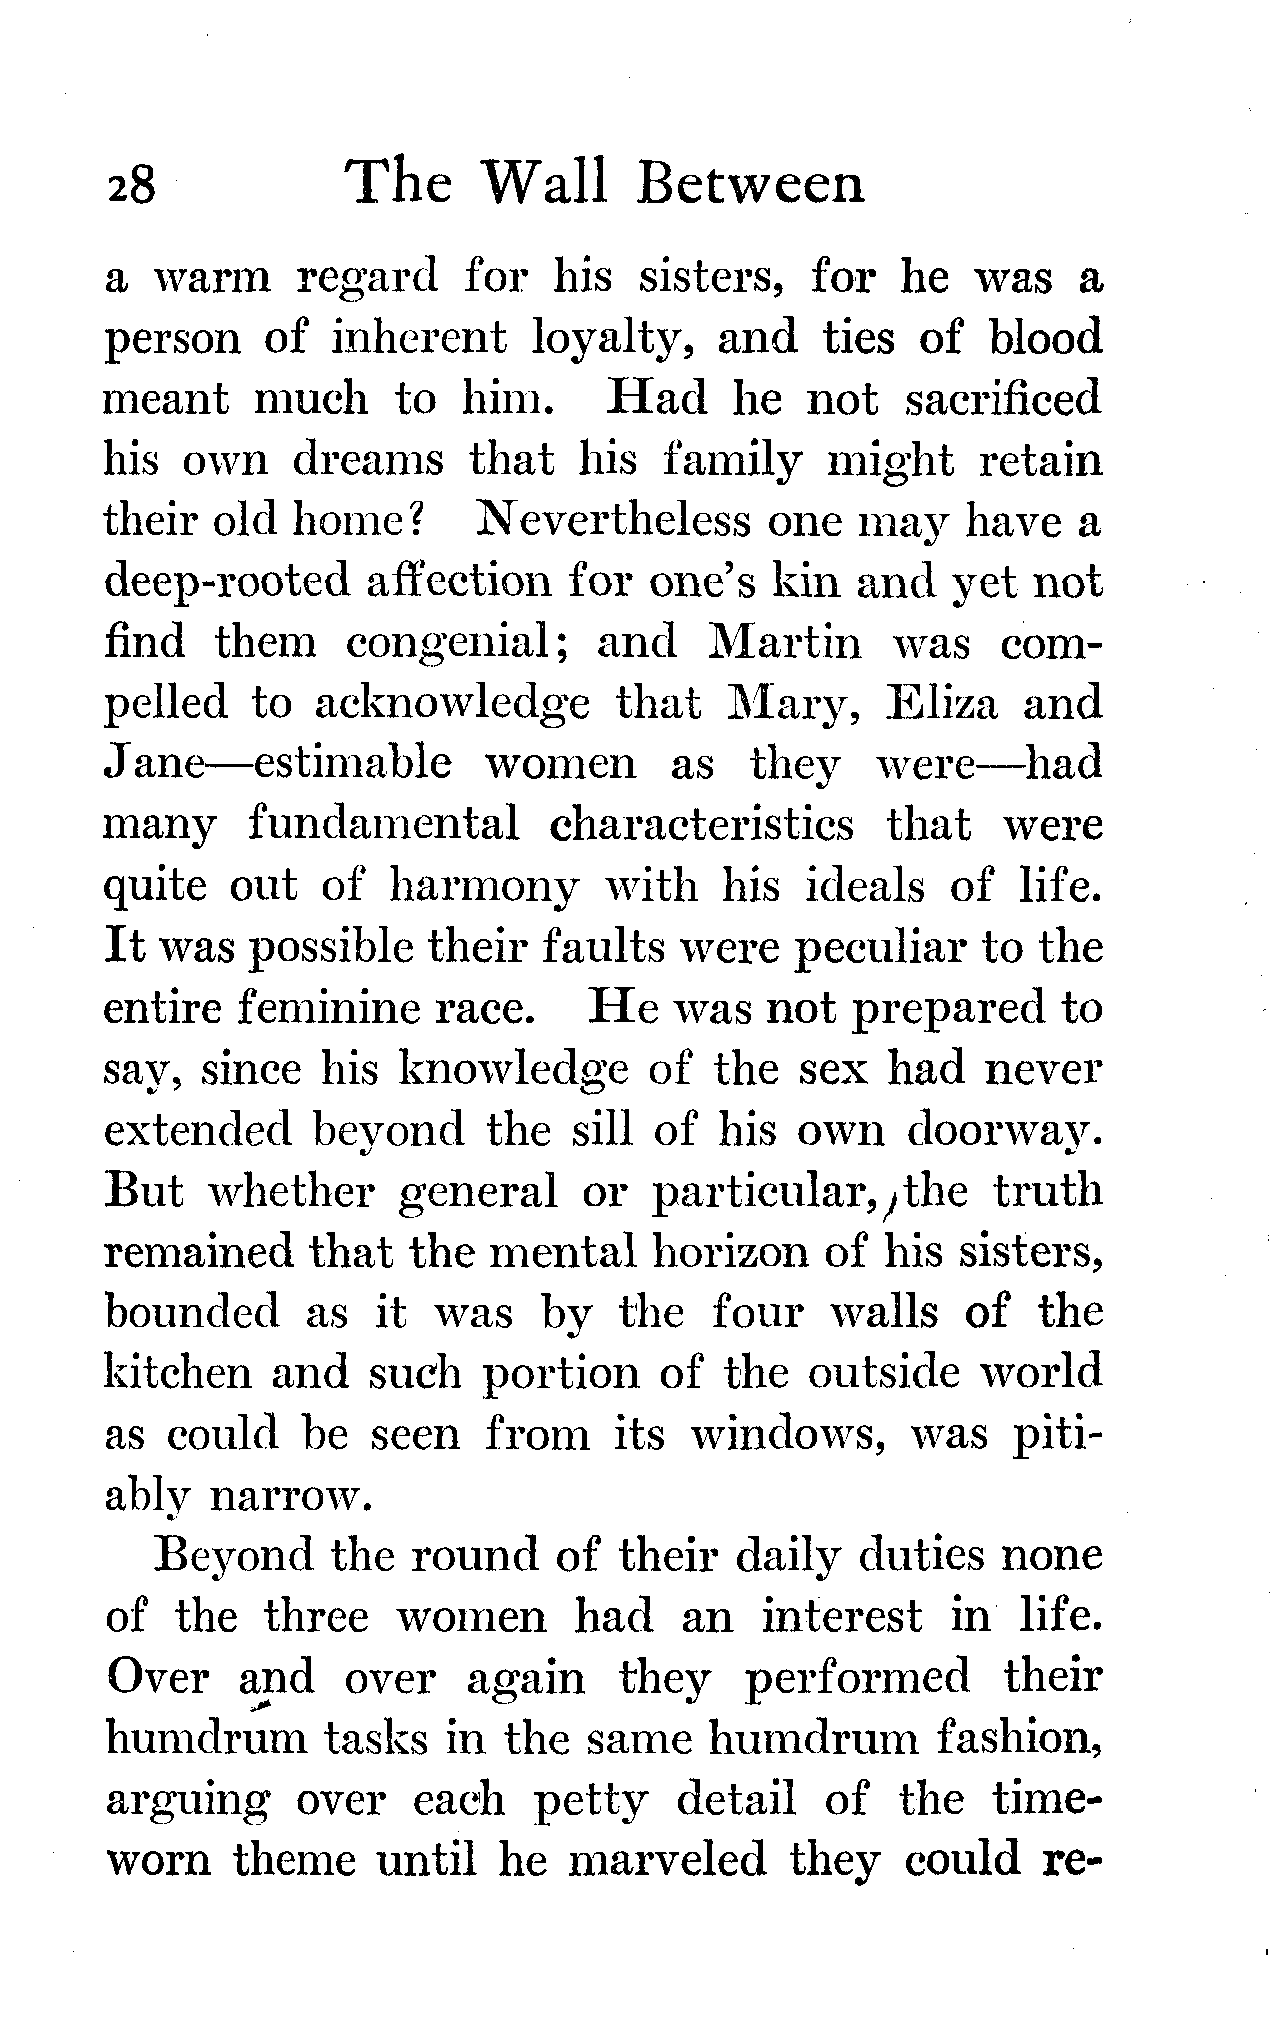 28 The Wall Between
a warm regard for his sisters, for he was a
person of inherent loyalty, and ties of blood
meant much to him. Had he not sacrificed
his own dreams that his family might retain
their old home? Nevertheless one may have a
deep-rooted affection for one's kin and yet not
find them congenial; and Martin was com-
pelled to acknowledge that Mary, Eliza and
Jane—estimable women as they were—had
many fundamental characteristics that were
quite out of harmony with his ideals of life.
It was possible their faults were peculiar to the
entire feminine race. He was not prepared to
say, since his knowledge of the sex had never
extended beyond the sill of his own doorway.
But whether general or particular, the truth
remained that the mental horizon of his sisters,
bounded as it was by the four walls of the
kitchen and such portion of the outside world
as could be seen from its windows, was piti-
ably narrow.
Beyond the round of their daily duties none
of the three women had an interest in life.
Over and over again they performed their
humdrum tasks in the same humdrum fashion,
arguing over each petty detail of the time-
worn theme until he marveled they could re-